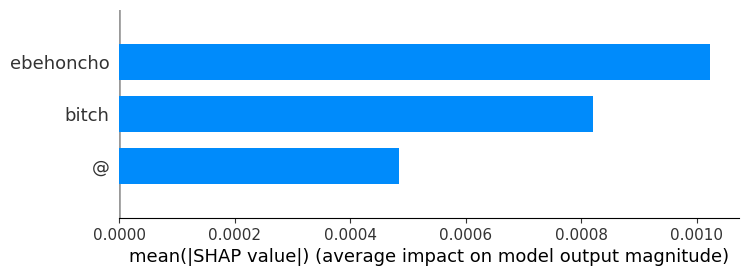 ebehoncho
bitch
@
0.0000 0.0002 0.0004 0.0006 0.0008 0.0010
mean(|SHAP value|) (average impact on model output magnitude)